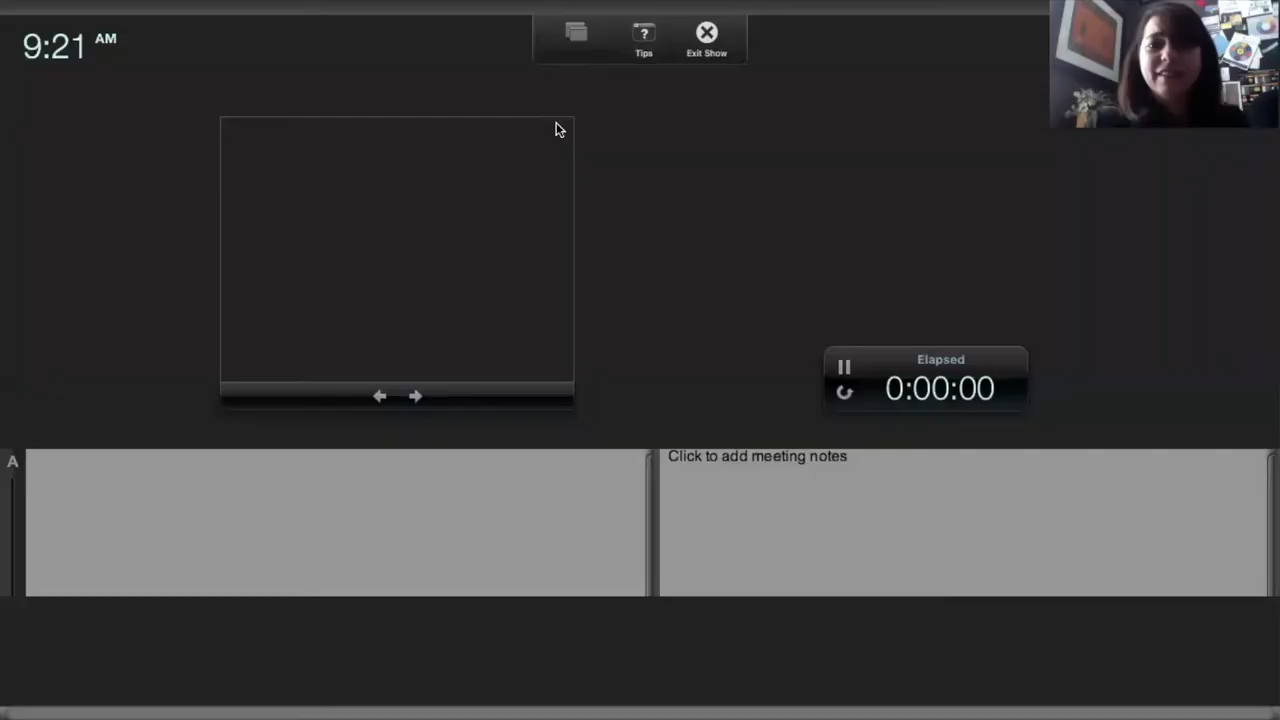 9:21 AM
?
Tips
Exit Show
Elapsed
0:00:00
A
Click to add meeting notes